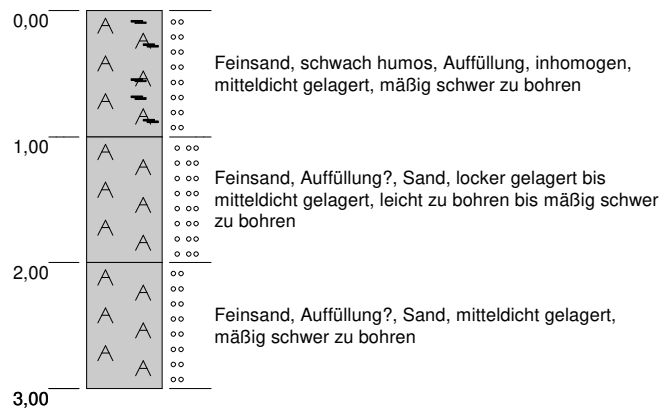 0,00
Feinsand, schwach humos, Auffüllung, inhomogen,
mitteldicht gelagert, mäßig schwer zu bohren
1,00
Feinsand, Auffüllung?, Sand, locker gelagert bis
mitteldicht gelagert, leicht zu bohren bis mäßig schwer
zu bohren
2,00
Feinsand, Auffüllung?, Sand, mitteldicht gelagert,
mäßig schwer zu bohren
3,00